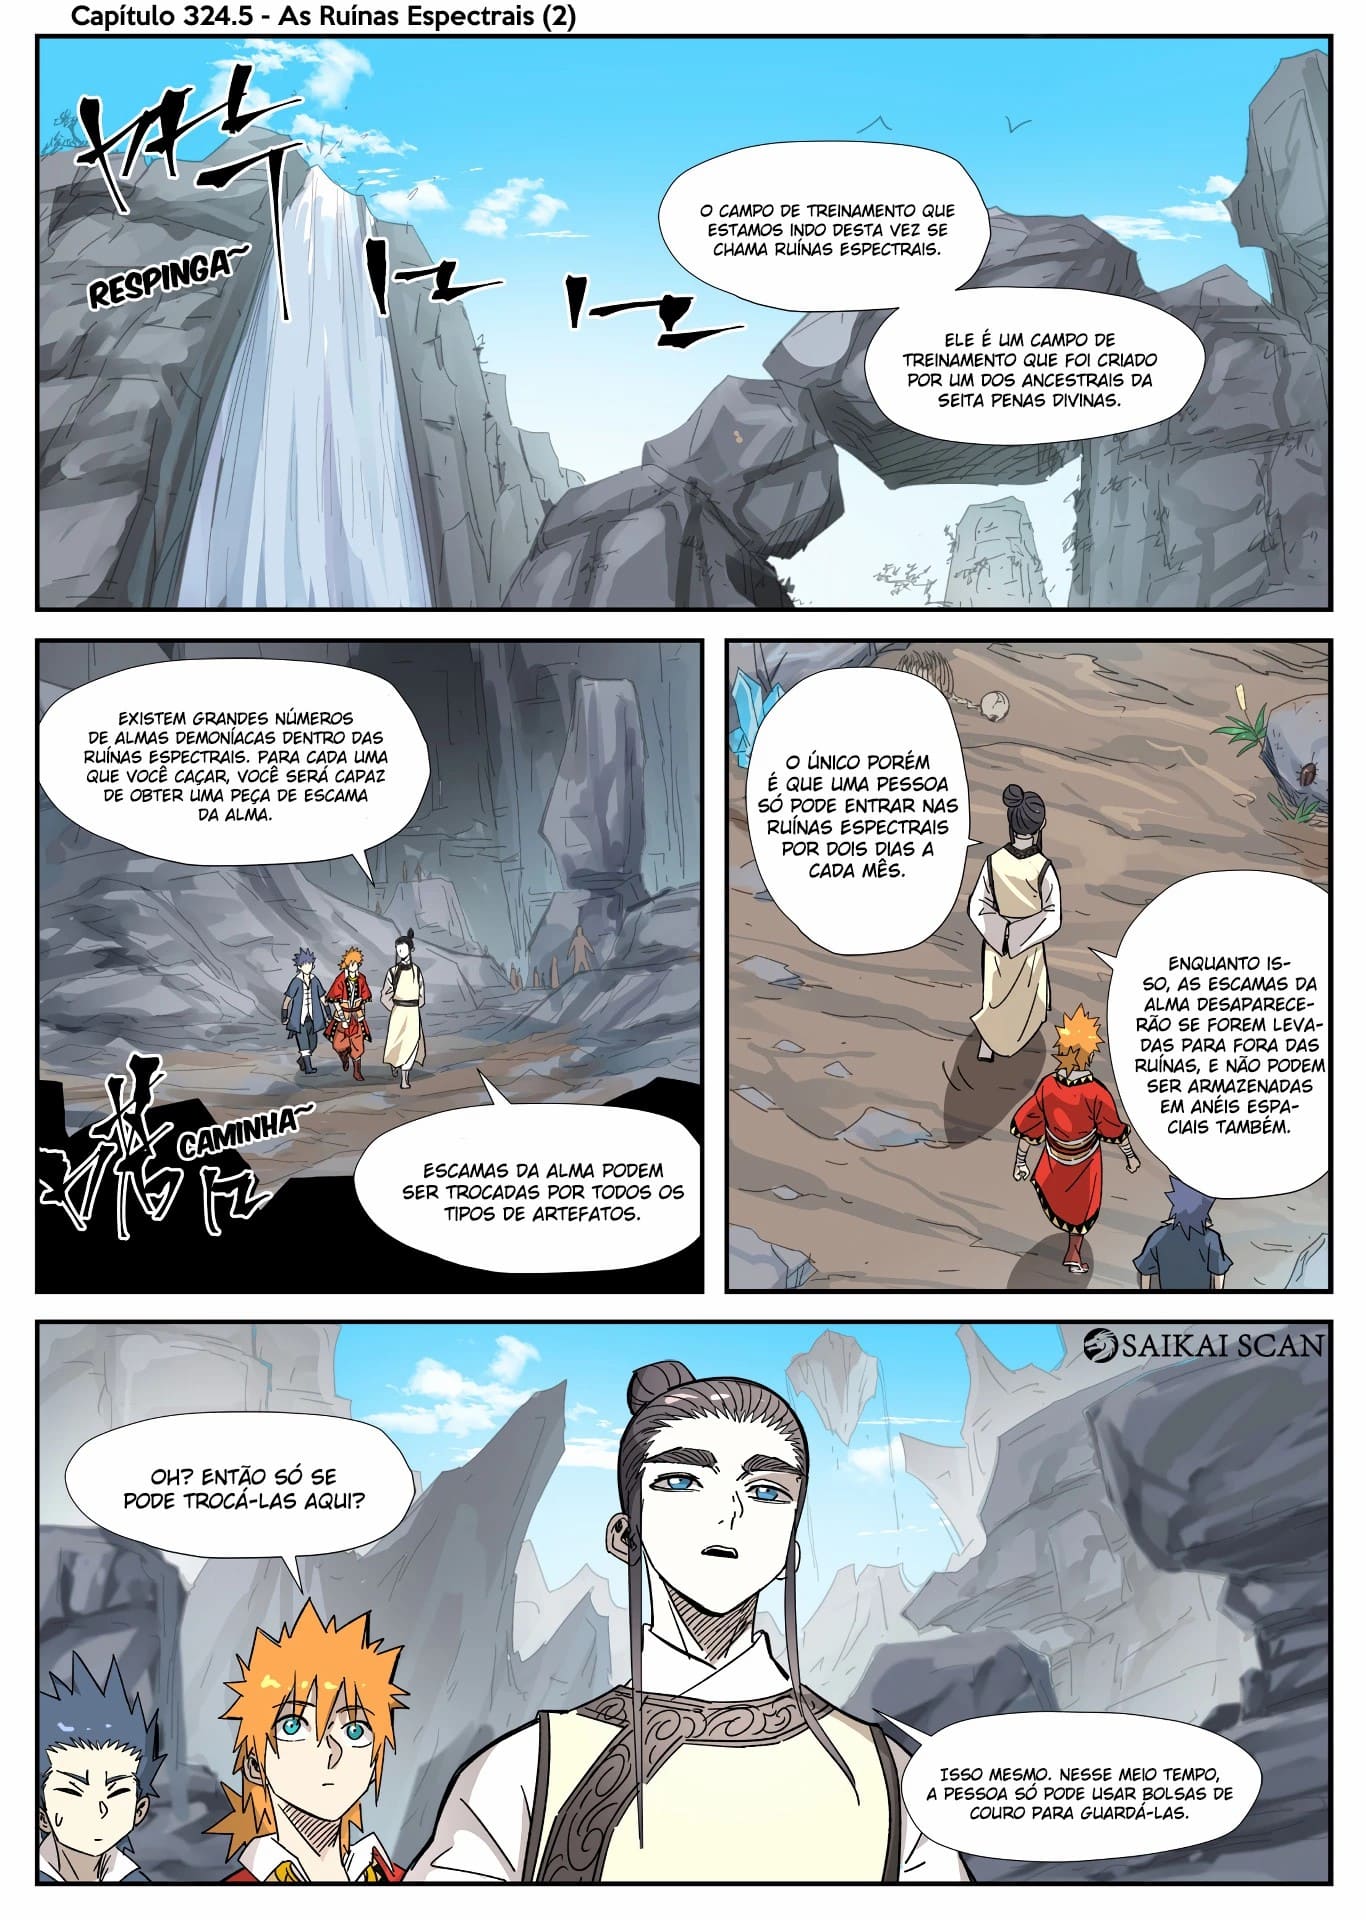 Capítulo 324.5 - As Ruínas Espectrais (2)
RESPINGA~
O CAMPO DE TREINAMENTO QUE
ESTAMOS INDO DESTA VEZ SE
CHAMA RUÍNAS ESPECTRAIS.
ELE É UM CAMPO DE
TREINAMENTO QUE FOI CRIADO
POR UM DOS ANCESTRAIS DA
SEITA PENAS DIVINAS.
EXISTEM GRANDES NÚMEROS
DE ALMAS DEMONÍACAS DENTRO DAS
RUÍNAS ESPECTRAIS. PARA CADA UMA
QUE VOCÊ CAÇAR, VOCÊ SERÁ CAPAZ
DE OBTER UMA PEÇA DE ESCAMA
DA ALMA.
CAMINHA~
ESCAMAS DA ALMA PODEM
SER TROCADAS POR TODOS OS
TIPOS DE ARTEFATOS.
O ÚNICO PORÉM
É QUE UMA PESSOA
SÓ PODE ENTRAR NAS
RUÍNAS ESPECTRAIS
POR DOIS DIAS A
CADA MÊS.
ENQUANTO IS-
SO, AS ESCAMAS DA
ALMA DESAPARECE-
RÃO SE FOREM LEVA-
DAS PARA FORA DAS
RUÍNAS, E NÃO PODEM
SER ARMAZENADAS
EM ANÉIS ESPA-
CIAIS TAMBÉM.
SAIKAI SCAN
OH? ENTÃO SÓ SE
PODE TROCÁ-LAS AQUI?
ISSO MESMO. NESSE MEIO TEMPO,
A PESSOA SÓ PODE USAR BOLSAS DE
COURO PARA GUARDÁ-LAS.